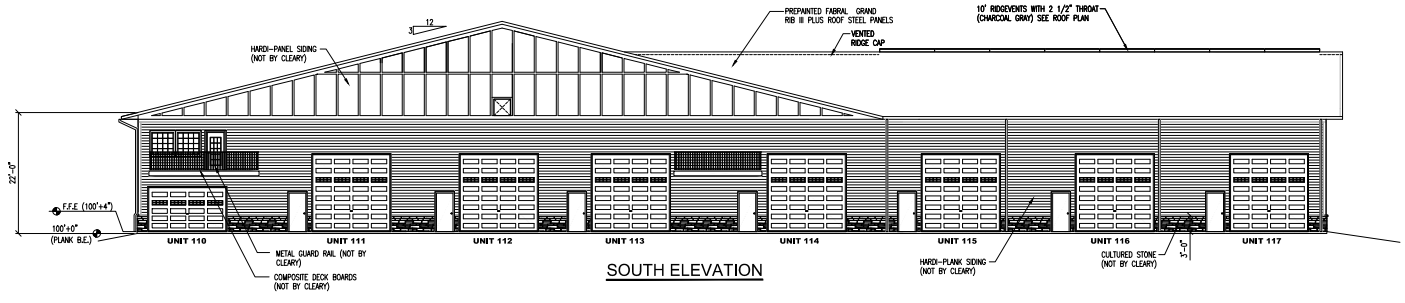 12
3
PREPAINTED FABRAL GRAND
RIB III PLUS ROOF STEEL PANELS
10' RIDGEVENTS WITH 2 1/2" THROAT
(CHARCOAL GRAY) SEE ROOF PLAN
VENTED
RIDGE CAP
HARDI-PANEL SIDING
(NOT BY CLEARY)
22'-0"
F.F.E (100'+4")
100'+0"
(PLANK B.E.)
UNIT 110
UNIT 111
UNIT 112
UNIT 113
UNIT 114
UNIT 115
UNIT 116
UNIT 117
METAL GUARD RAIL (NOT BY
CLEARY)
COMPOSITE DECK BOARDS
(NOT BY CLEARY)
HARDI-PLANK SIDING
(NOT BY CLEARY)
CULTURED STONE
(NOT BY CLEARY)
3'-0"
SOUTH ELEVATION